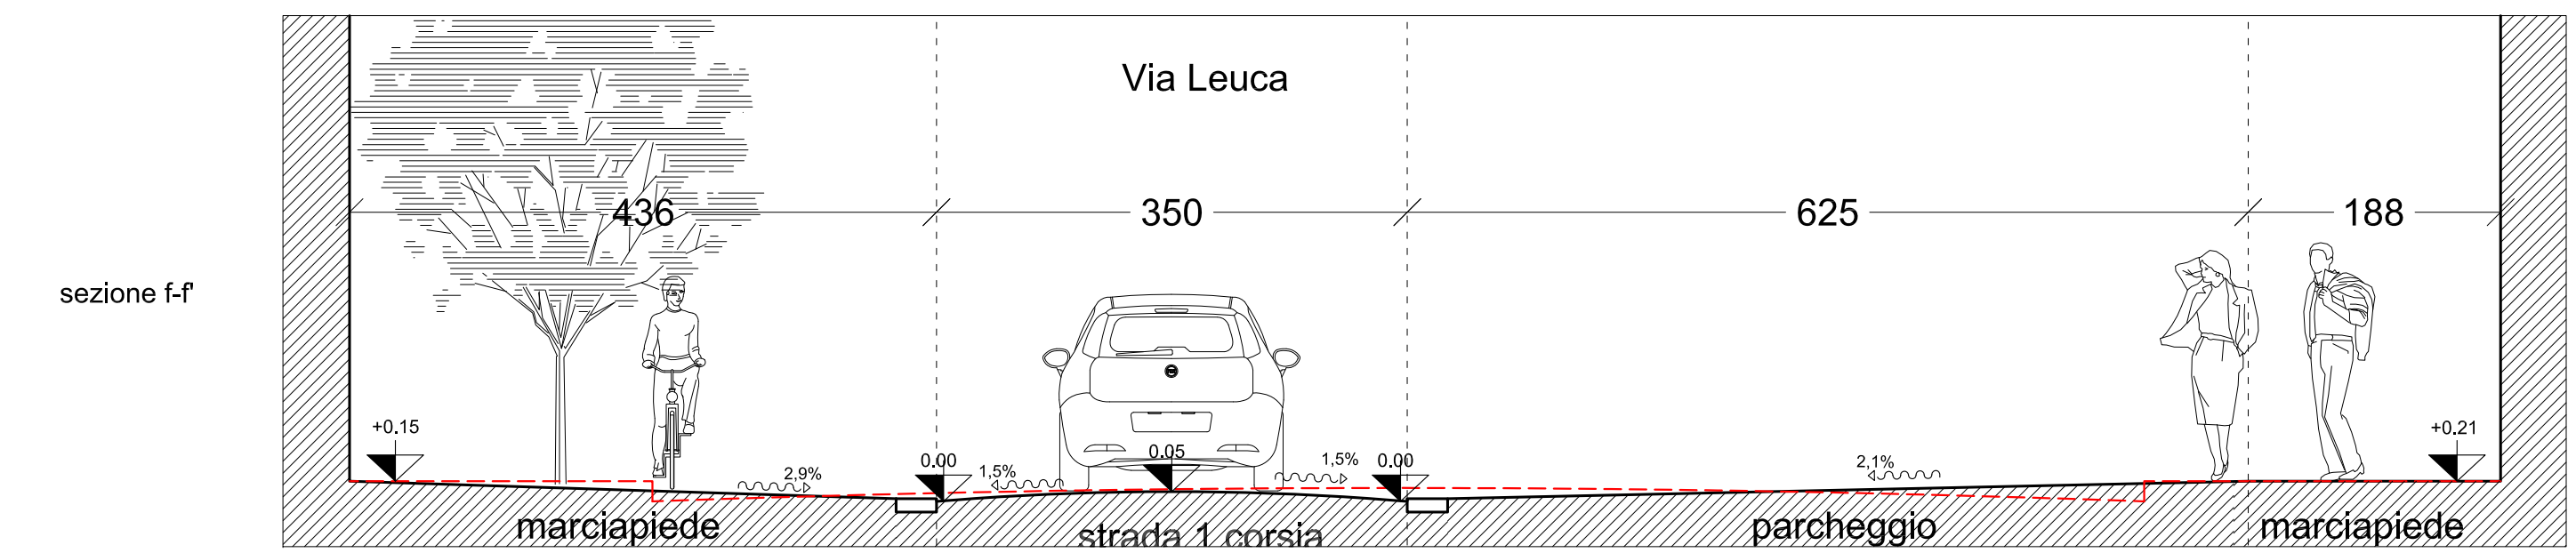 Via Leuca
436
350
625
188
sezione f-f'
+0.15
2,9%
0.00
1,5%
0.05
1,5%
0.00
2,1%
+0.21
marciapiede
strada 1 corsia
parcheggio
marciapiede